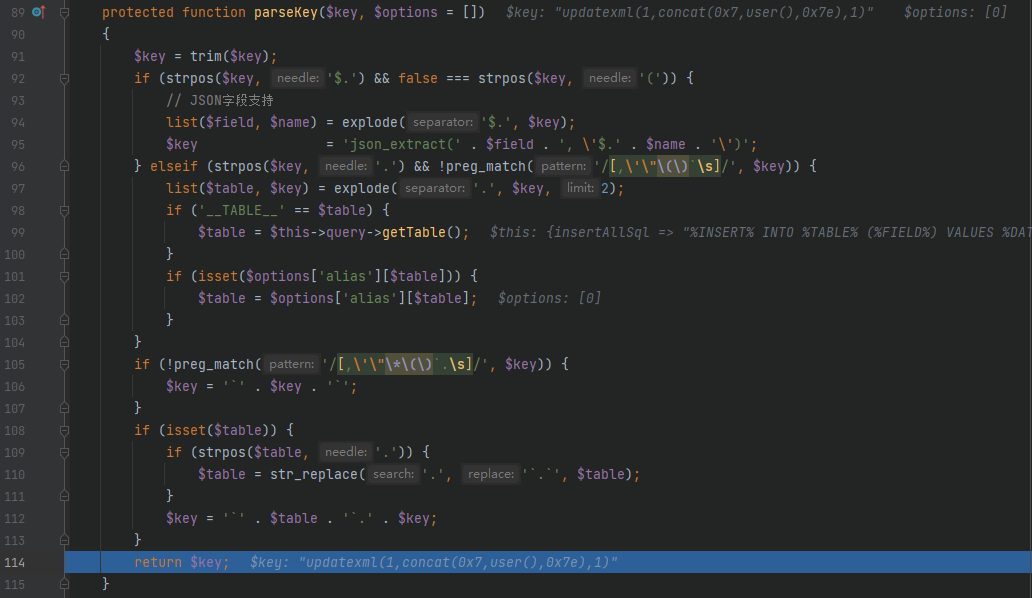 89 protected function parseKey($key, $options = []) $key: "updatexml(1,concat(0x7,user(),0x7e),1)" $options: [0]
90 {
91 $key = trim($key);
92 if (strpos($key, needle: '$.') && false === strpos($key, needle: '(')) {
93 // JSON字段支持
94 list($field, $name) = explode( separator: '$.', $key);
95 $key = 'json_extract(' . $field . ', \'$.' . $name . '\')';
96 } elseif (strpos($key, needle: '.') && !preg_match( pattern: '/[,\'\"\(\)`\s]/', $key)) {
97 list($table, $key) = explode( separator: '.', $key, limit: 2);
98 if ('__TABLE__' == $table) {
99 $table = $this->query->getTable(); $this: {insertAllSql => "%INSERT% INTO %TABLE% (%FIELD%) VALUES %DAT
100 }
101 if (isset($options['alias'][$table])) {
102 $table = $options['alias'][$table]; $options: [0]
103 }
104 }
105 if (!preg_match( pattern: '/[,\'\"\*\(\)`.\s]/', $key)) {
106 $key = '`' . $key . '`';
107 }
108 if (isset($table)) {
109 if (strpos($table, needle: '.')) {
110 $table = str_replace( search: '.', replace: '`.`', $table);
111 }
112 $key = '`' . $table . '`.' . $key;
113 }
114 return $key; $key: "updatexml(1,concat(0x7,user(),0x7e),1)"
115 }